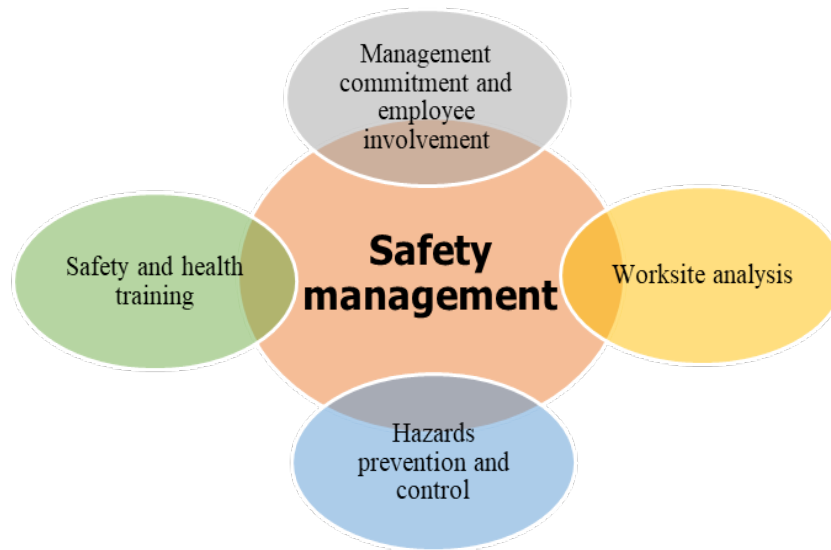 Management
commitment and
employee
involvement
Safety and health
training
Safety
management
Worksite analysis
Hazards
prevention and
control